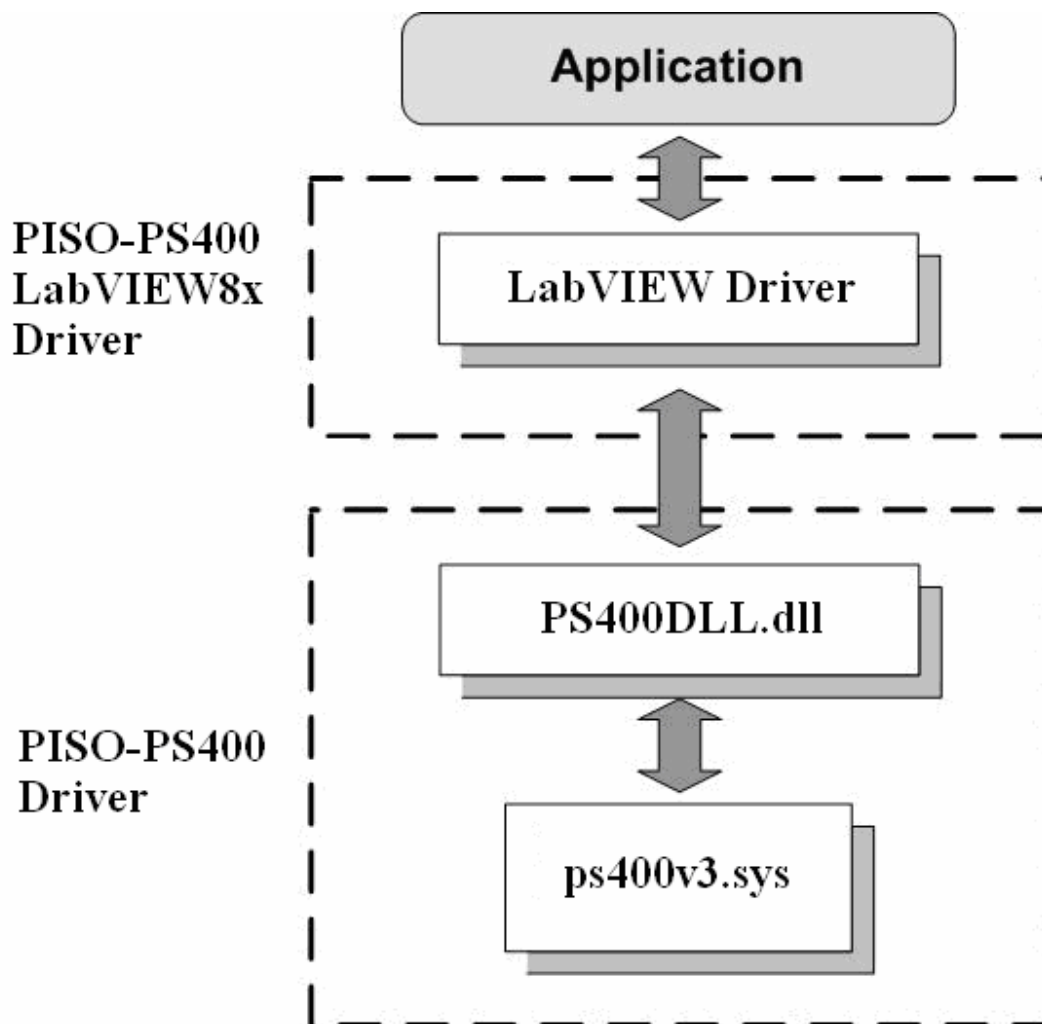 Application
PISO-PS400
LabVIEW8x
Driver
LabVIEW Driver
PS400DLL.dll
PISO-PS400
Driver
ps400v3.sys